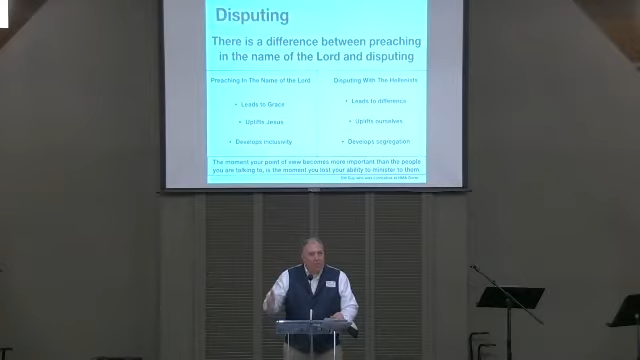 Disputing
There is a difference between preaching
in the name of the Lord and disputing
Preaching In The Name of the Lord
• Leads to Grace
• Uplifts Jesus
• Develops inclusivity
Disputing With The Hellenists
• Leads to difference
• Uplifts ourselves
• Develops segregation
The moment your point of view becomes more important than the people
you are talking to, is the moment you lost your ability to minister to them.